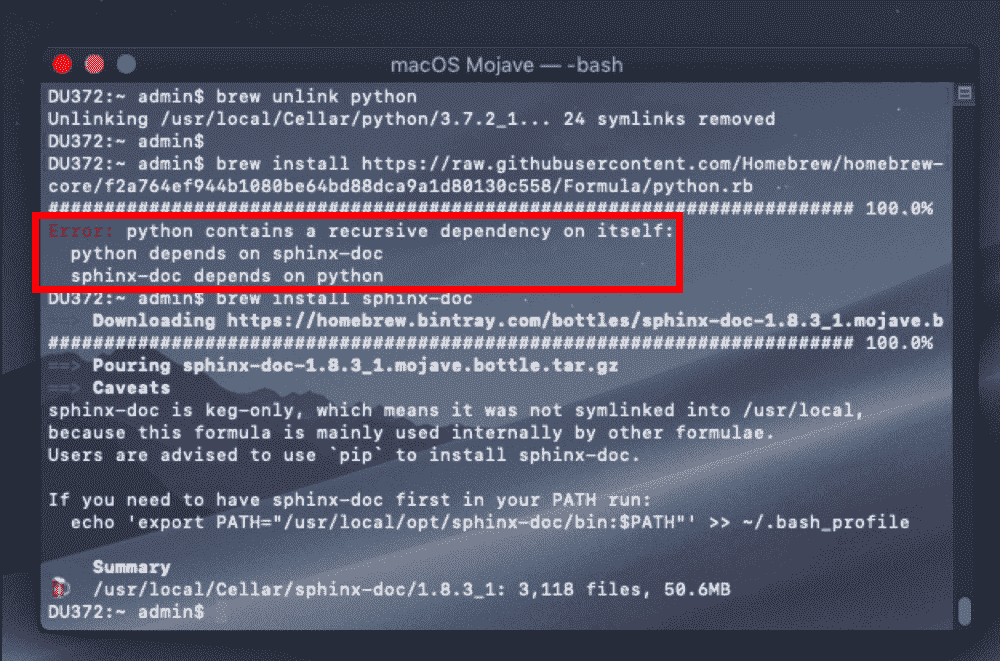 macOS Mojave — -bash
DU372:~ admin$ brew unlink python
Unlinking /usr/local/Cellar/python/3.7.2_1... 24 symlinks removed
DU372:~ admin$
DU372:~ admin$ brew install https://raw.githubusercontent.com/Homebrew/homebrew-
core/f2a764ef944b1080be64bd88dca9a1d80130c558/Formula/python.rb
######################################################################## 100.0%
Error: python contains a recursive dependency on itself:
  python depends on sphinx-doc
  sphinx-doc depends on python
DU372:~ admin$ brew install sphinx-doc
==> Downloading https://homebrew.bintray.com/bottles/sphinx-doc-1.8.3_1.mojave.b
######################################################################## 100.0%
==> Pouring sphinx-doc-1.8.3_1.mojave.bottle.tar.gz
==> Caveats
sphinx-doc is keg-only, which means it was not symlinked into /usr/local,
because this formula is mainly used internally by other formulae.
Users are advised to use `pip` to install sphinx-doc.
If you need to have sphinx-doc first in your PATH run:
  echo 'export PATH="/usr/local/opt/sphinx-doc/bin:$PATH"' >> ~/.bash_profile
Summary
/usr/local/Cellar/sphinx-doc/1.8.3_1: 3,118 files, 50.6MB
DU372:~ admin$